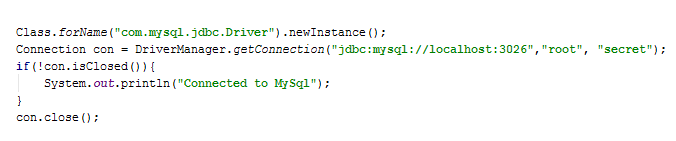 Class.forName("com.mysql.jdbc.Driver").newInstance();
Connection con = DriverManager.getConnection("jdbc:mysql://localhost:3026","root", "secret");
if(!con.isClosed()){
    System.out.println("Connected to MySql");
}
con.close();